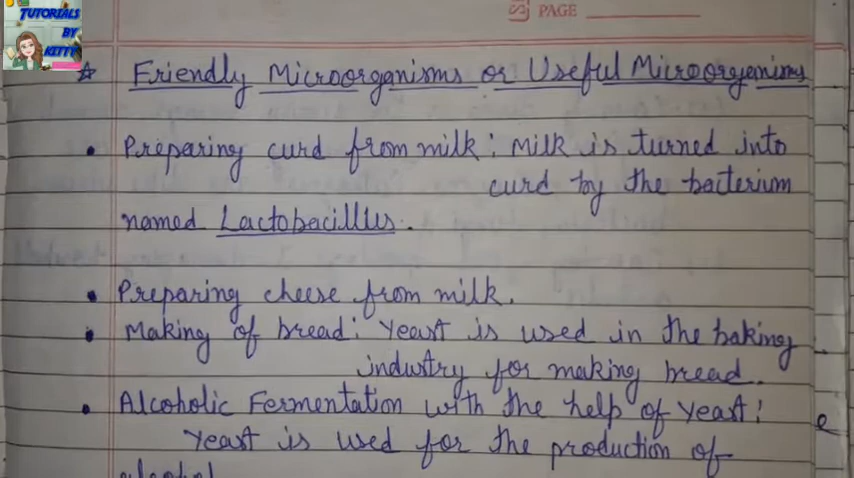 TUTORIALS
BY
KITTY
PAGE
☆ Friendly Microorganisms or Useful Microorganisms
• Preparing curd from milk: Milk is turned into
curd by the bacterium
named Lactobacillus.
• Preparing cheese from milk.
• Making of bread: Yeast is used in the baking
industry for making bread.
• Alcoholic Fermentation with the help of yeast:
Yeast is used for the production of
alcohol